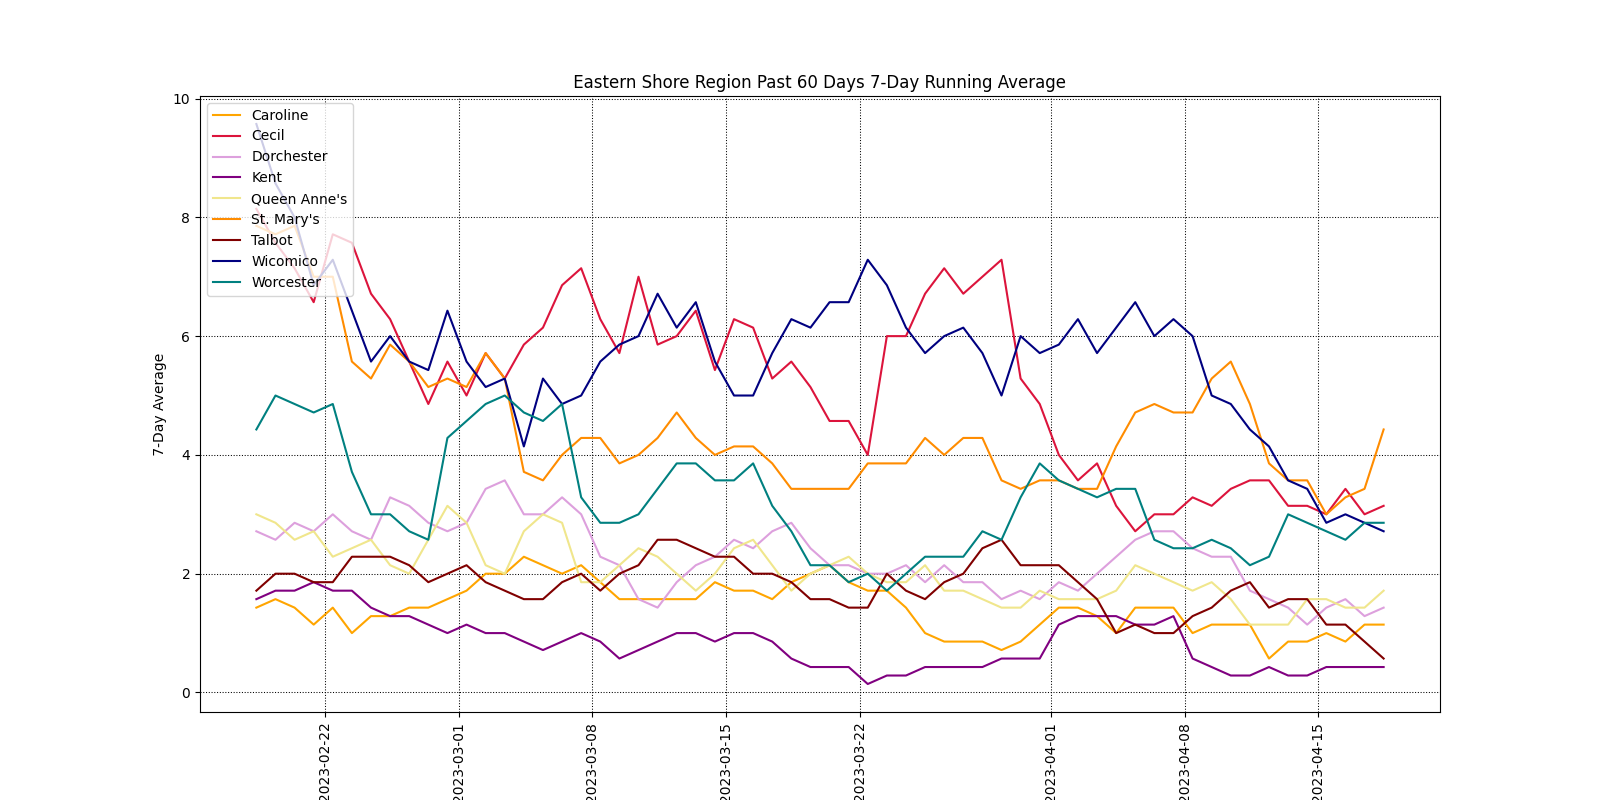 Eastern Shore Region Past 60 Days 7-Day Running Average
7-Day Average
10
8
6
4
2
0
Caroline
Cecil
Dorchester
Kent
Queen Anne's
St. Mary's
Talbot
Wicomico
Worcester
2023-02-22
2023-03-01
2023-03-08
2023-03-15
2023-03-22
2023-04-01
2023-04-08
2023-04-15